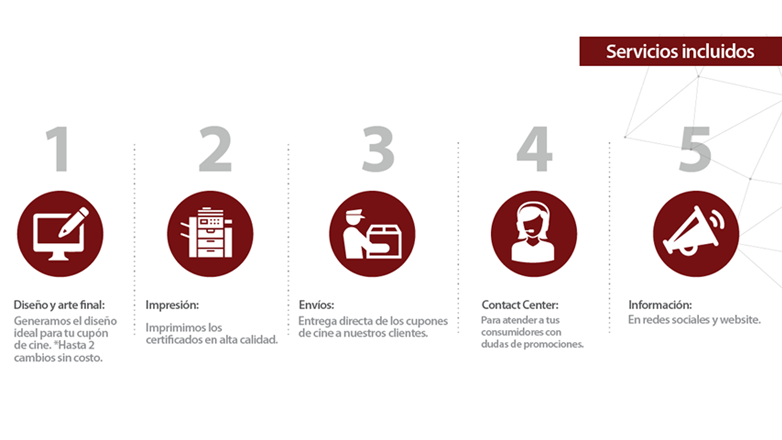 Servicios incluidos
1
2
3
4
5
Diseño y arte final:
Generamos el diseño
ideal para tu cupón
de cine. *Hasta 2
cambios sin costo.
Impresión:
Imprimimos los
certificados en alta calidad.
Envíos:
Entrega directa de los cupones
de cine a nuestros clientes.
Contact Center:
Para atender a tus
consumidores con
dudas de promociones.
Información:
En redes sociales y website.